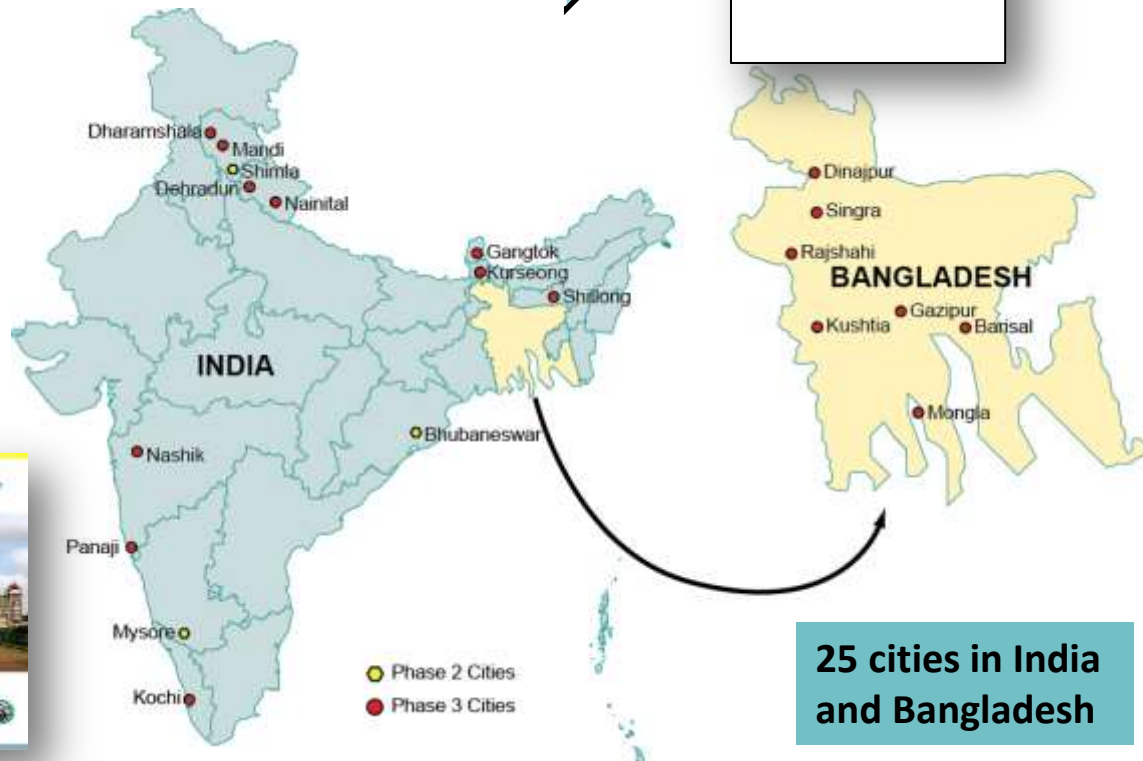 Dharamshala
Mandi
Shimla
Dehradun
Nainital
Gangtok
Kurseong
Shillong
INDIA
Bhubaneswar
Nashik
Panaji
Mysore
Kochi
Phase 2 Cities
Phase 3 Cities
Dinajpur
Singra
Rajshahi
BANGLADESH
Gazipur
Kushtia
Barisal
Mongla
25 cities in India
and Bangladesh